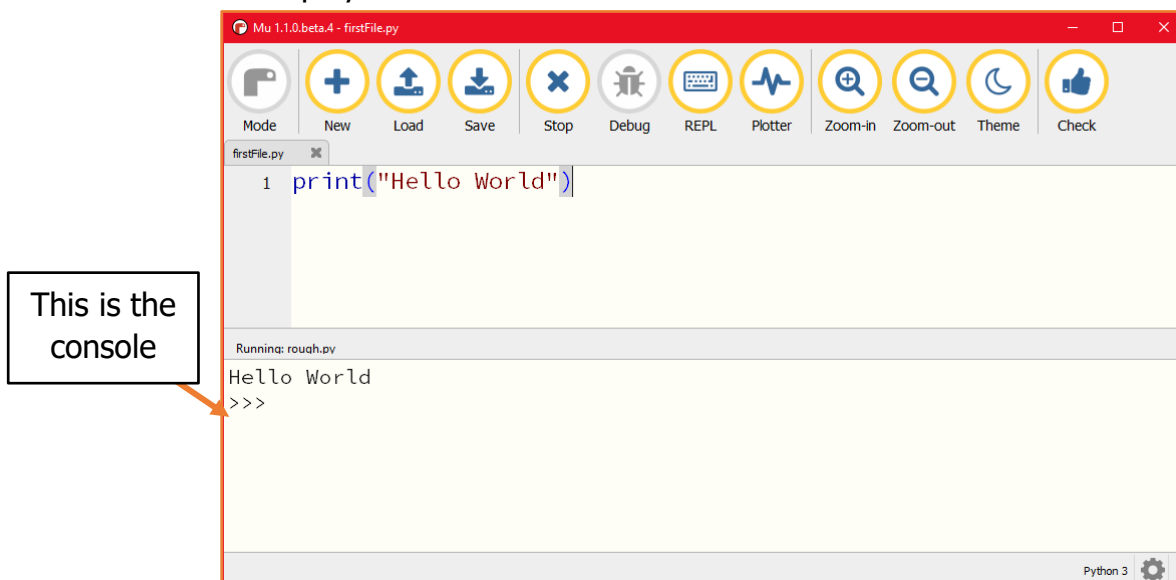 Mu 1.1.0.beta.4 - firstFile.py
Mode New Load Save Stop Debug REPL Plotter Zoom-in Zoom-out Theme Check
firstFile.py
1 print("Hello World")
This is the
console
Running: rough.py
Hello World
>>>
Python 3